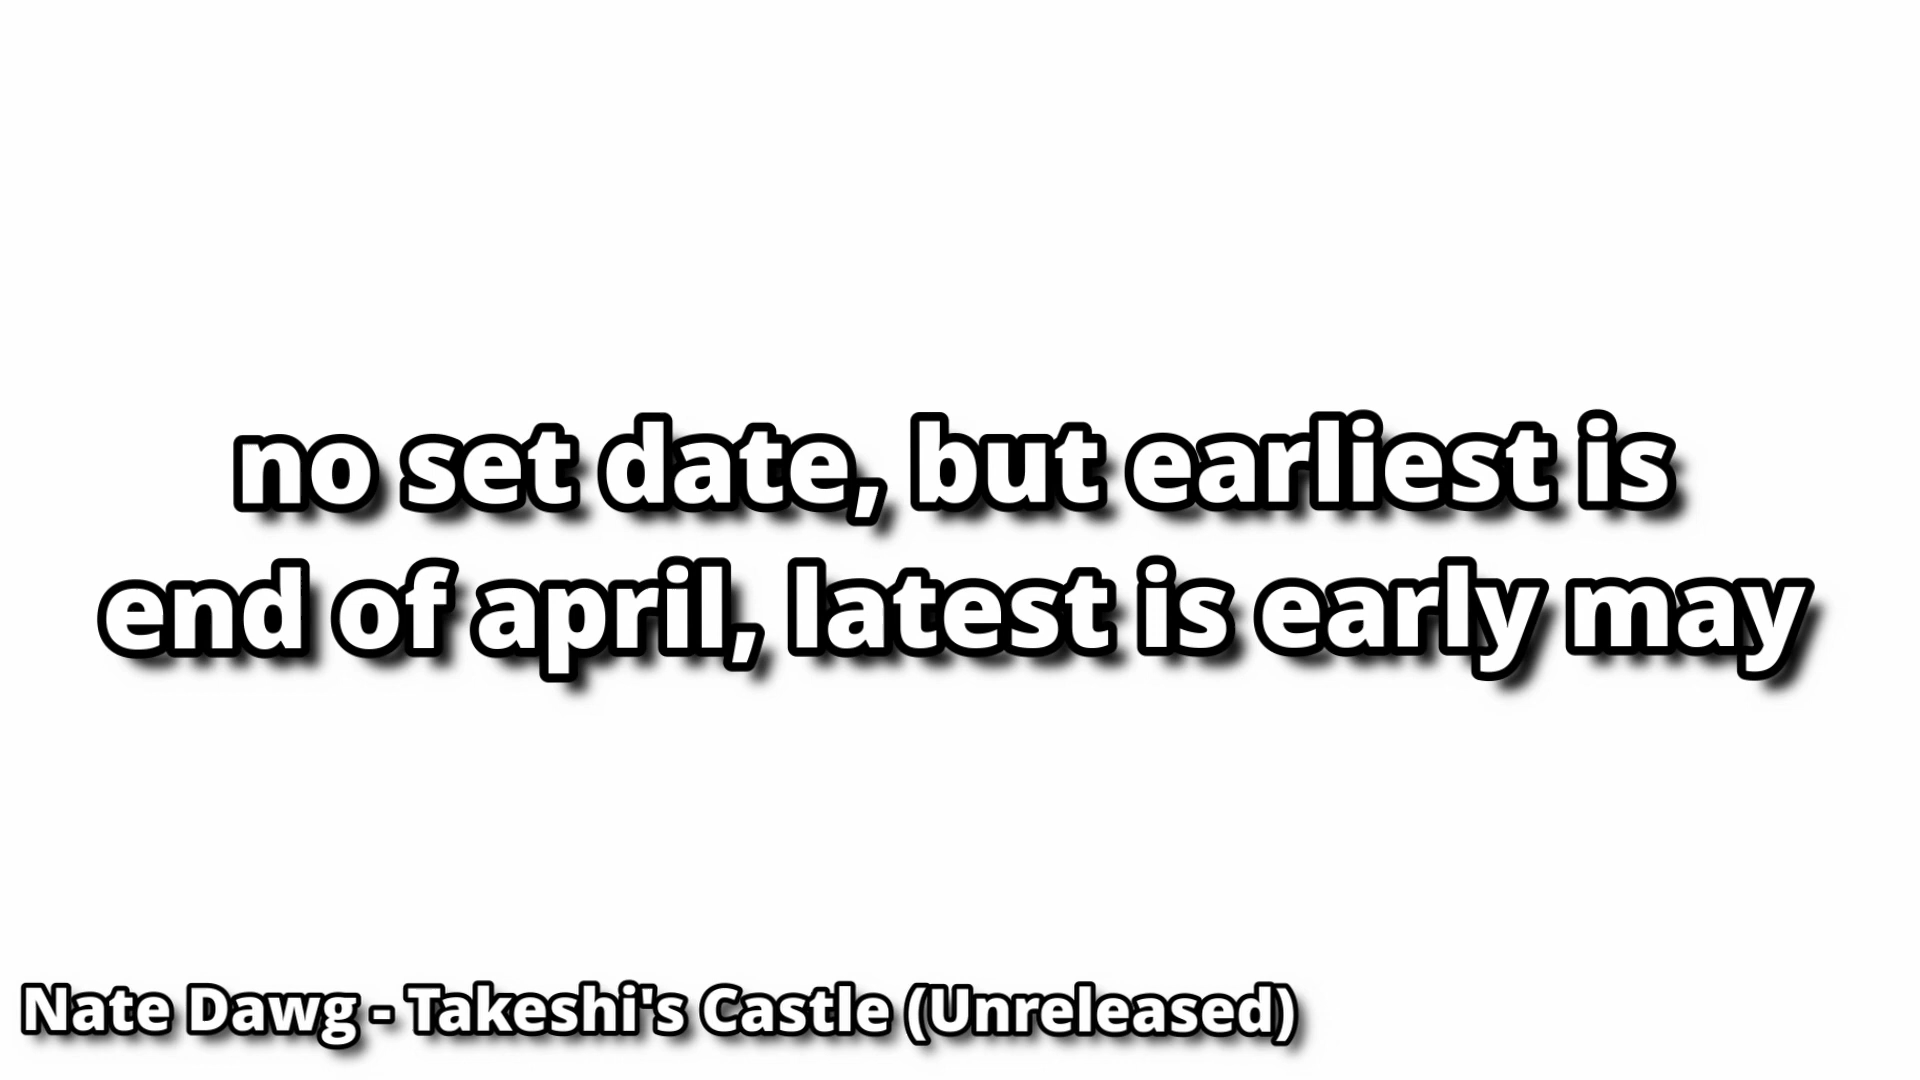 no set date, but earliest is
end of april, latest is early may
Nate Dawg - Takeshi's Castle (Unreleased)